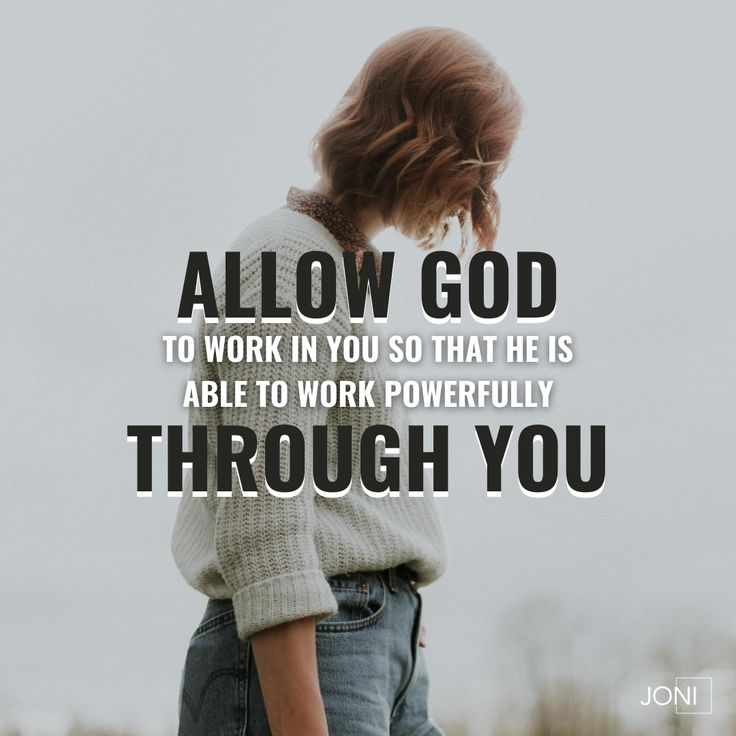 ALLOW GOD
TO WORK IN YOU SO THAT HE IS
ABLE TO WORK POWERFULLY
THROUGH YOU
JONI